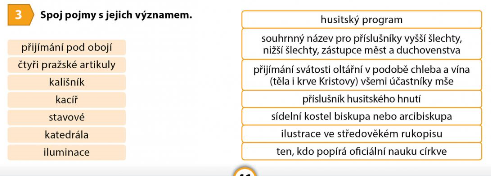 3 Spoj pojmy s jejich významem.
přijímání pod obojí
čtyři pražské artikuly
kališník
kacíř
stavové
katedrála
iluminace
husitský program
souhrnný název pro příslušníky vyšší šlechty,
nižší šlechty, zástupce měst a duchovenstva
přijímání svátosti oltářní v podobě chleba a vína
(těla i krve Kristovy) všemi účastníky mše
příslušník husitského hnutí
sídelní kostel biskupa nebo arcibiskupa
ilustrace ve středověkém rukopisu
ten, kdo popírá oficiální nauku církve